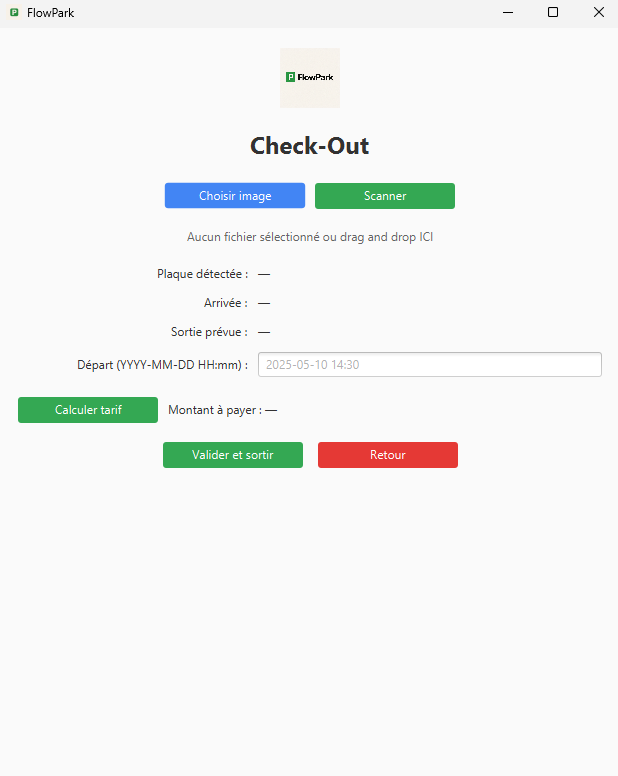 FlowPark
P FlowPark
Check-Out
Choisir image Scanner
Aucun fichier sélectionné ou drag and drop ICI
Plaque détectée : —
Arrivée : —
Sortie prévue : —
Départ (YYYY-MM-DD HH:mm) : 2025-05-10 14:30
Calculer tarif Montant à payer : —
Valider et sortir Retour